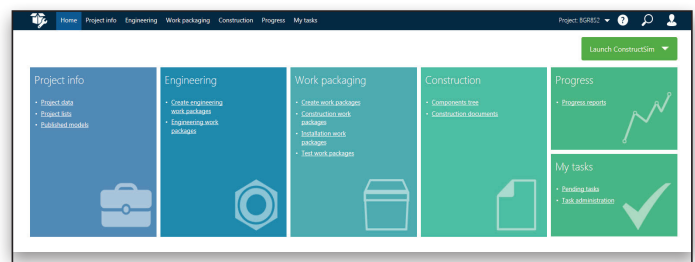 Home Project info Engineering Work packaging Construction Progress My tasks Project: BGR852
Launch ConstructSim
Project info
Project data
Project lists
Published models
Engineering
Create engineering
work packages
Engineering work
packages
Work packaging
Create work packages
Construction work
packages
Installation work
packages
Test work packages
Construction
Components tree
Construction documents
Progress
Progress reports
My tasks
Pending tasks
Task administration